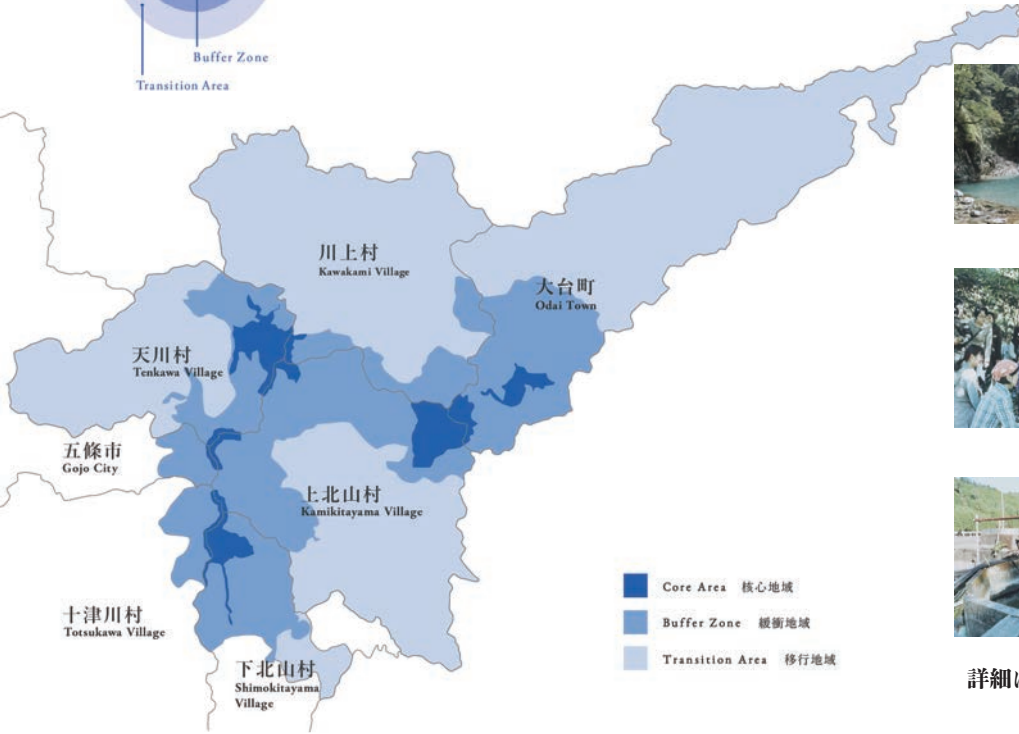 Buffer Zone
Transition Area
川上村
Kawakami Village
大台町
Odai Town
天川村
Tenkawa Village
五條市
Gojo City
上北山村
Kamikitayama Village
十津川村
Totsukawa Village
下北山村
Shimokitayama
Village
Core Area 核心地域
Buffer Zone 緩衝地域
Transition Area 移行地域
詳細は